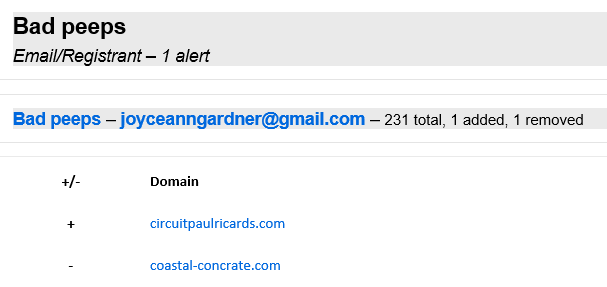 Bad peeps
Email/Registrant – 1 alert
Bad peeps – joyceanngardner@gmail.com – 231 total, 1 added, 1 removed
+/- Domain
+ circuitpaulricards.com
- coastal-concrate.com